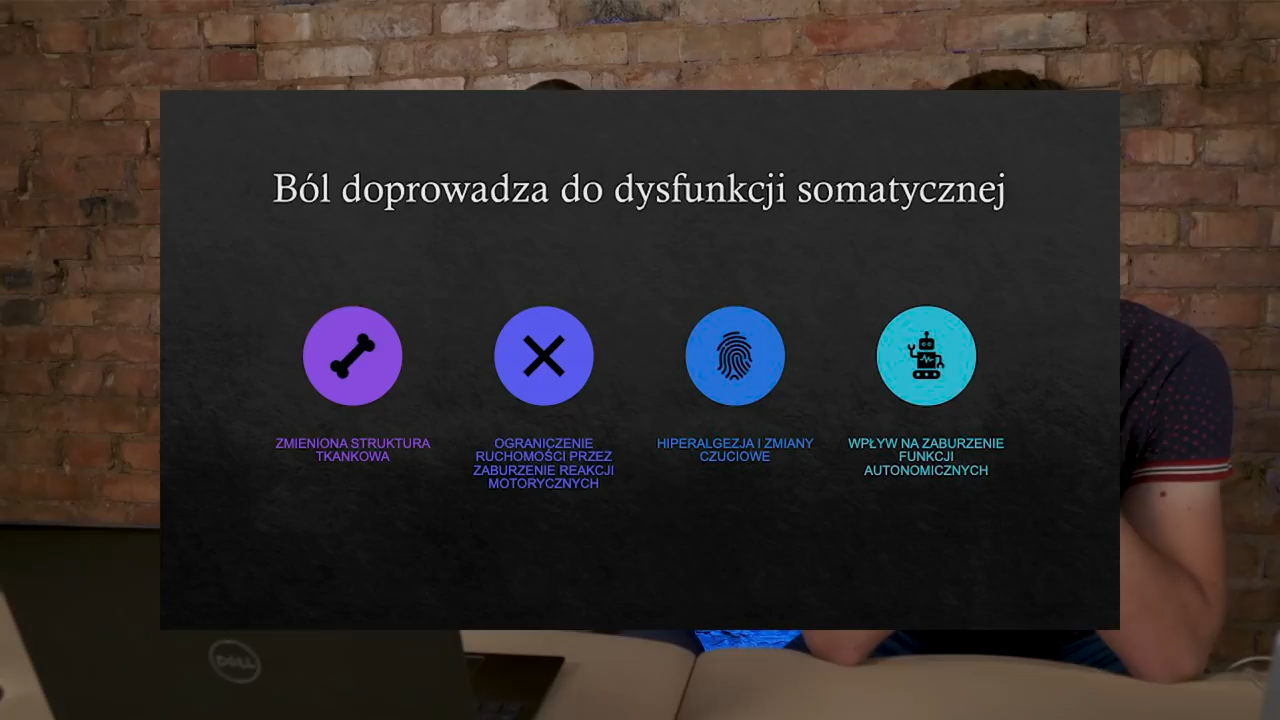 Ból doprowadza do dysfunkcji somatycznej
ZMIENIONA STRUKTURA
TKANKOWA
OGRANICZENIE
RUCHOMOŚCI PRZEZ
ZABURZENIE REAKCJI
MOTORYCZNYCH
HIPERALGEZJA I ZMIANY
CZUCIOWE
WPŁYW NA ZABURZENIE
FUNKCJI
AUTONOMICZNYCH
DELL